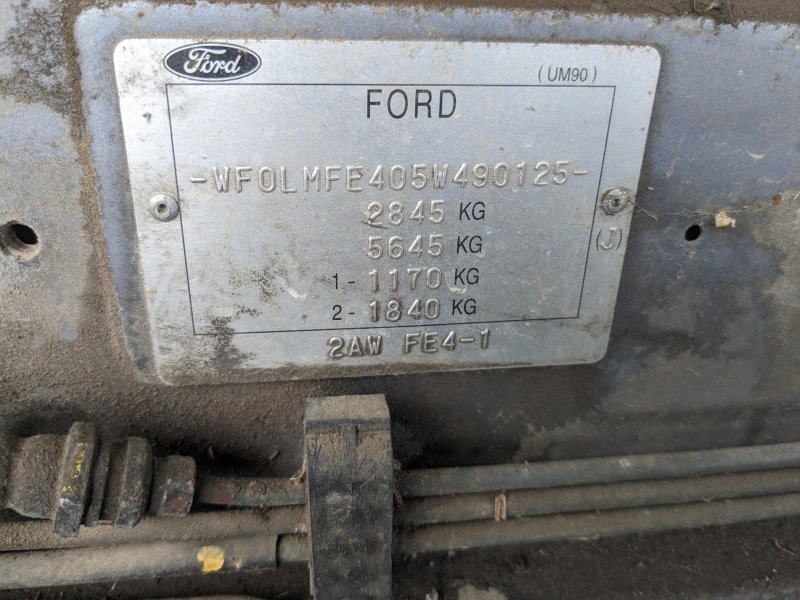 Ford
(UM90)
FORD
-WF0LMFE405W490125-
2845 KG
5645 KG
(J)
1- 1170 KG
2- 1840 KG
2AW FE4-1